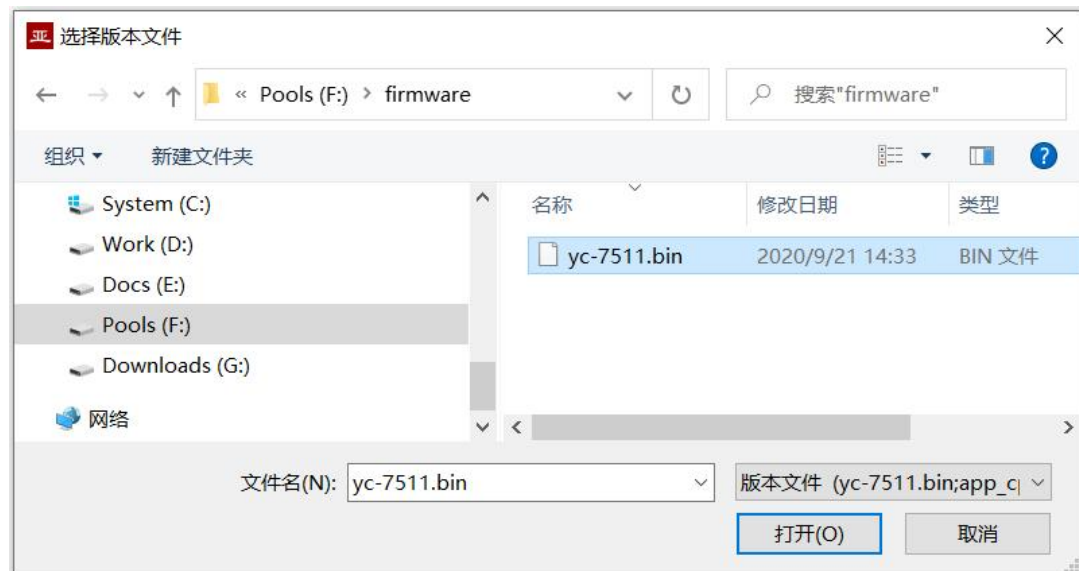 亚 选择版本文件
« Pools (F:) › firmware
搜索"firmware"
组织 新建文件夹
System (C:)
Work (D:)
Docs (E:)
Pools (F:)
Downloads (G:)
网络
名称 修改日期 类型
yc-7511.bin 2020/9/21 14:33 BIN 文件
文件名(N): yc-7511.bin
版本文件 (yc-7511.bin;app_c
打开(O) 取消